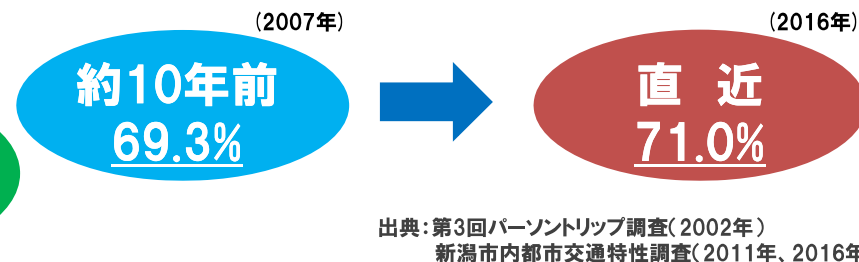 (2007年)
(2016年)
約10年前
69.3%
直 近
71.0%
出典：第3回パーソントリップ調査（2002年）
新潟市内都市交通特性調査（2011年、2016年